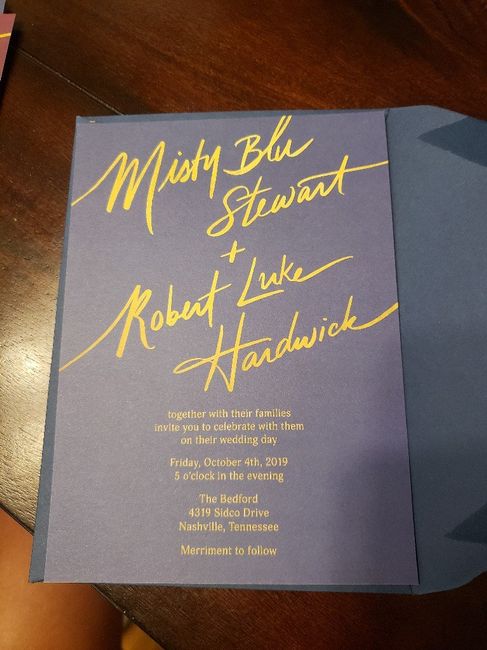 Misty Blu
Stewart
+
Robert Luke
Hardwick
together with their families
invite you to celebrate with them
on their wedding day
Friday, October 4th, 2019
5 o'clock in the evening
The Bedford
4319 Sidco Drive
Nashville, Tennessee
Merriment to follow